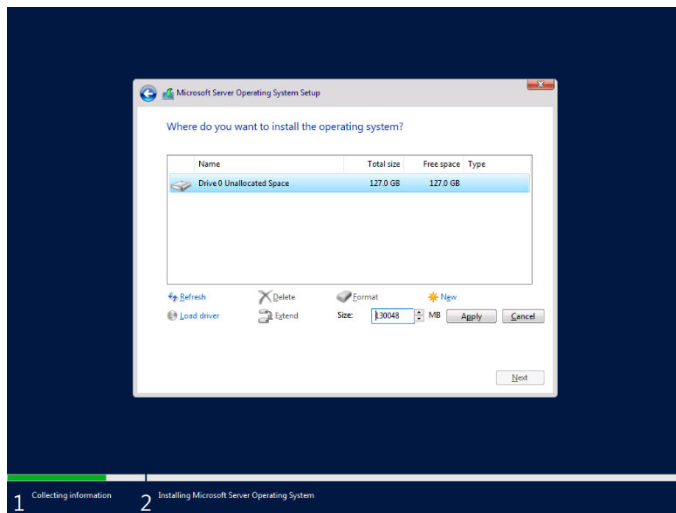 Microsoft Server Operating System Setup
Where do you want to install the operating system?
Name Total size Free space Type
Drive 0 Unallocated Space 127.0 GB 127.0 GB
Refresh Delete Format New
Load driver Extend Size: 130048 MB Apply Cancel
Next
1 Collecting information 2 Installing Microsoft Server Operating System